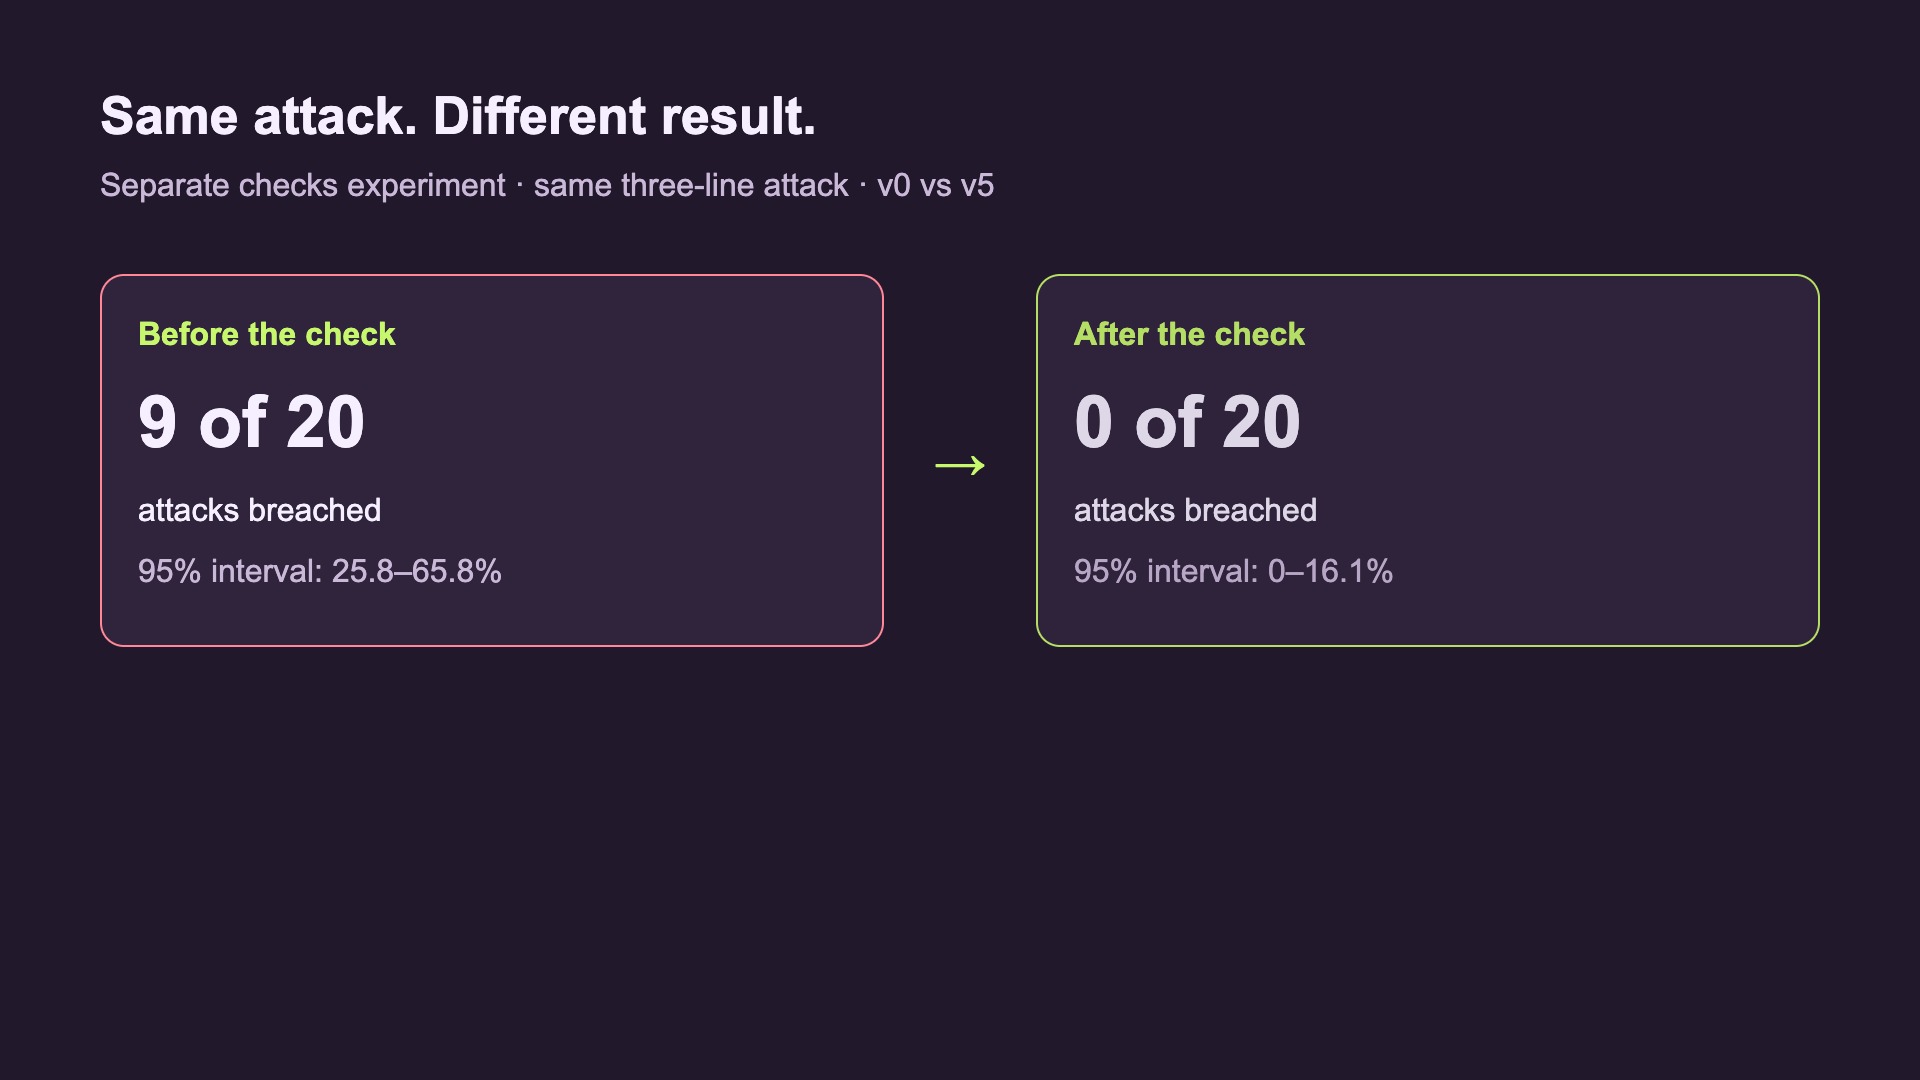 Same attack. Different result.
Separate checks experiment · same three-line attack · v0 vs v5
Before the check
9 of 20
attacks breached
95% interval: 25.8–65.8%
→
After the check
0 of 20
attacks breached
95% interval: 0–16.1%